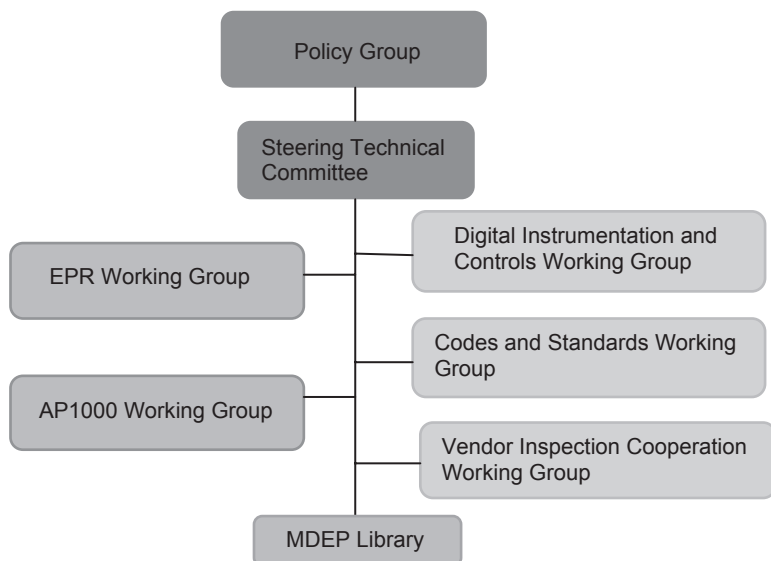 Policy Group
Steering Technical
Committee
Digital Instrumentation and
Controls Working Group
EPR Working Group
Codes and Standards Working
Group
AP1000 Working Group
Vendor Inspection Cooperation
Working Group
MDEP Library